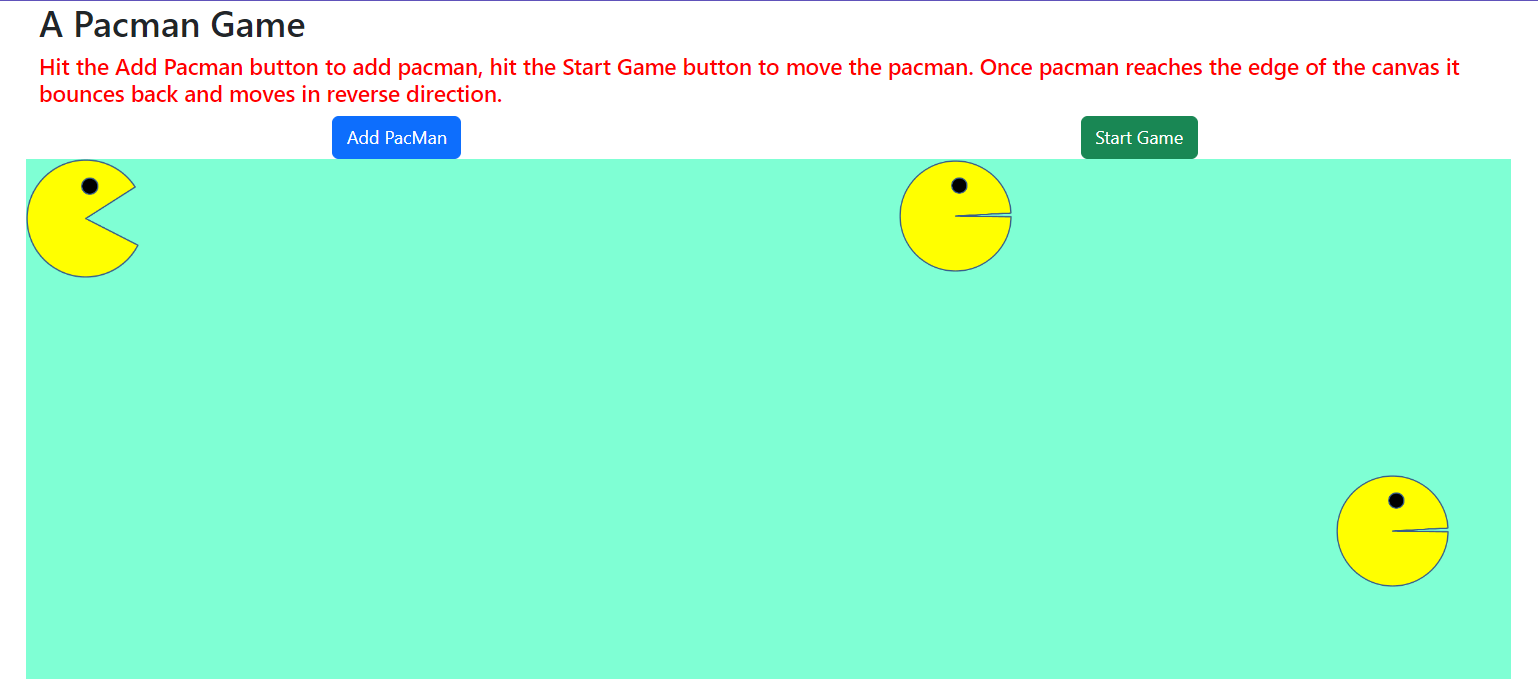 A Pacman Game
Hit the Add Pacman button to add pacman, hit the Start Game button to move the pacman. Once pacman reaches the edge of the canvas it
bounces back and moves in reverse direction.
Add PacMan
Start Game